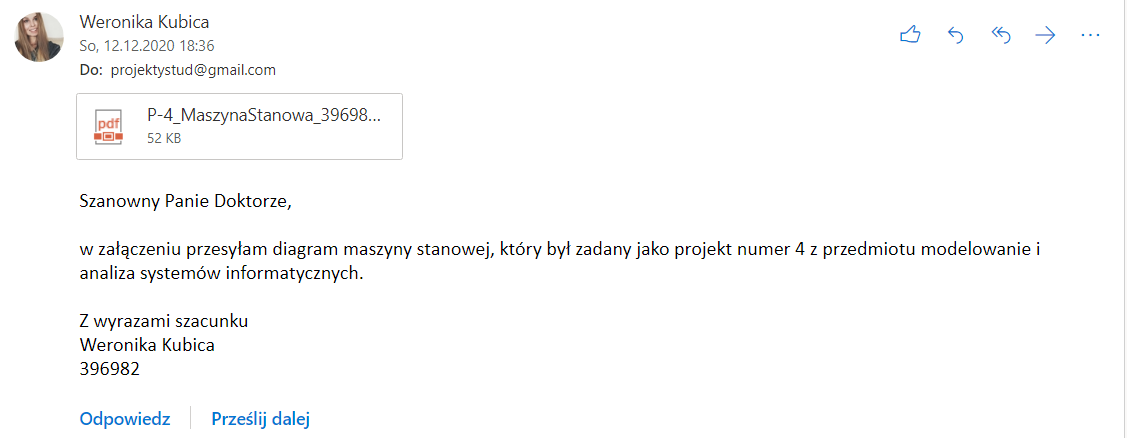 Weronika Kubica
So, 12.12.2020 18:36
Do: projektystud@gmail.com
pdf
P-4_MaszynaStanowa_39698...
52 KB
Szanowny Panie Doktorze,
w załączeniu przesyłam diagram maszyny stanowej, który był zadany jako projekt numer 4 z przedmiotu modelowanie i
analiza systemów informatycznych.
Z wyrazami szacunku
Weronika Kubica
396982
Odpowiedz
Prześlij dalej